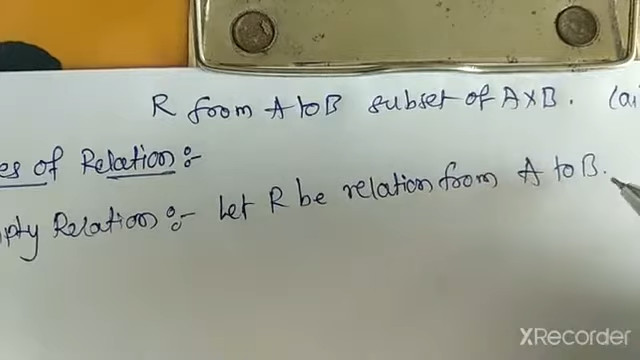 R from A to B subset of A×B. (a
es of Relation :-
pty Relation :- Let R be relation from A to B.
XRecorder